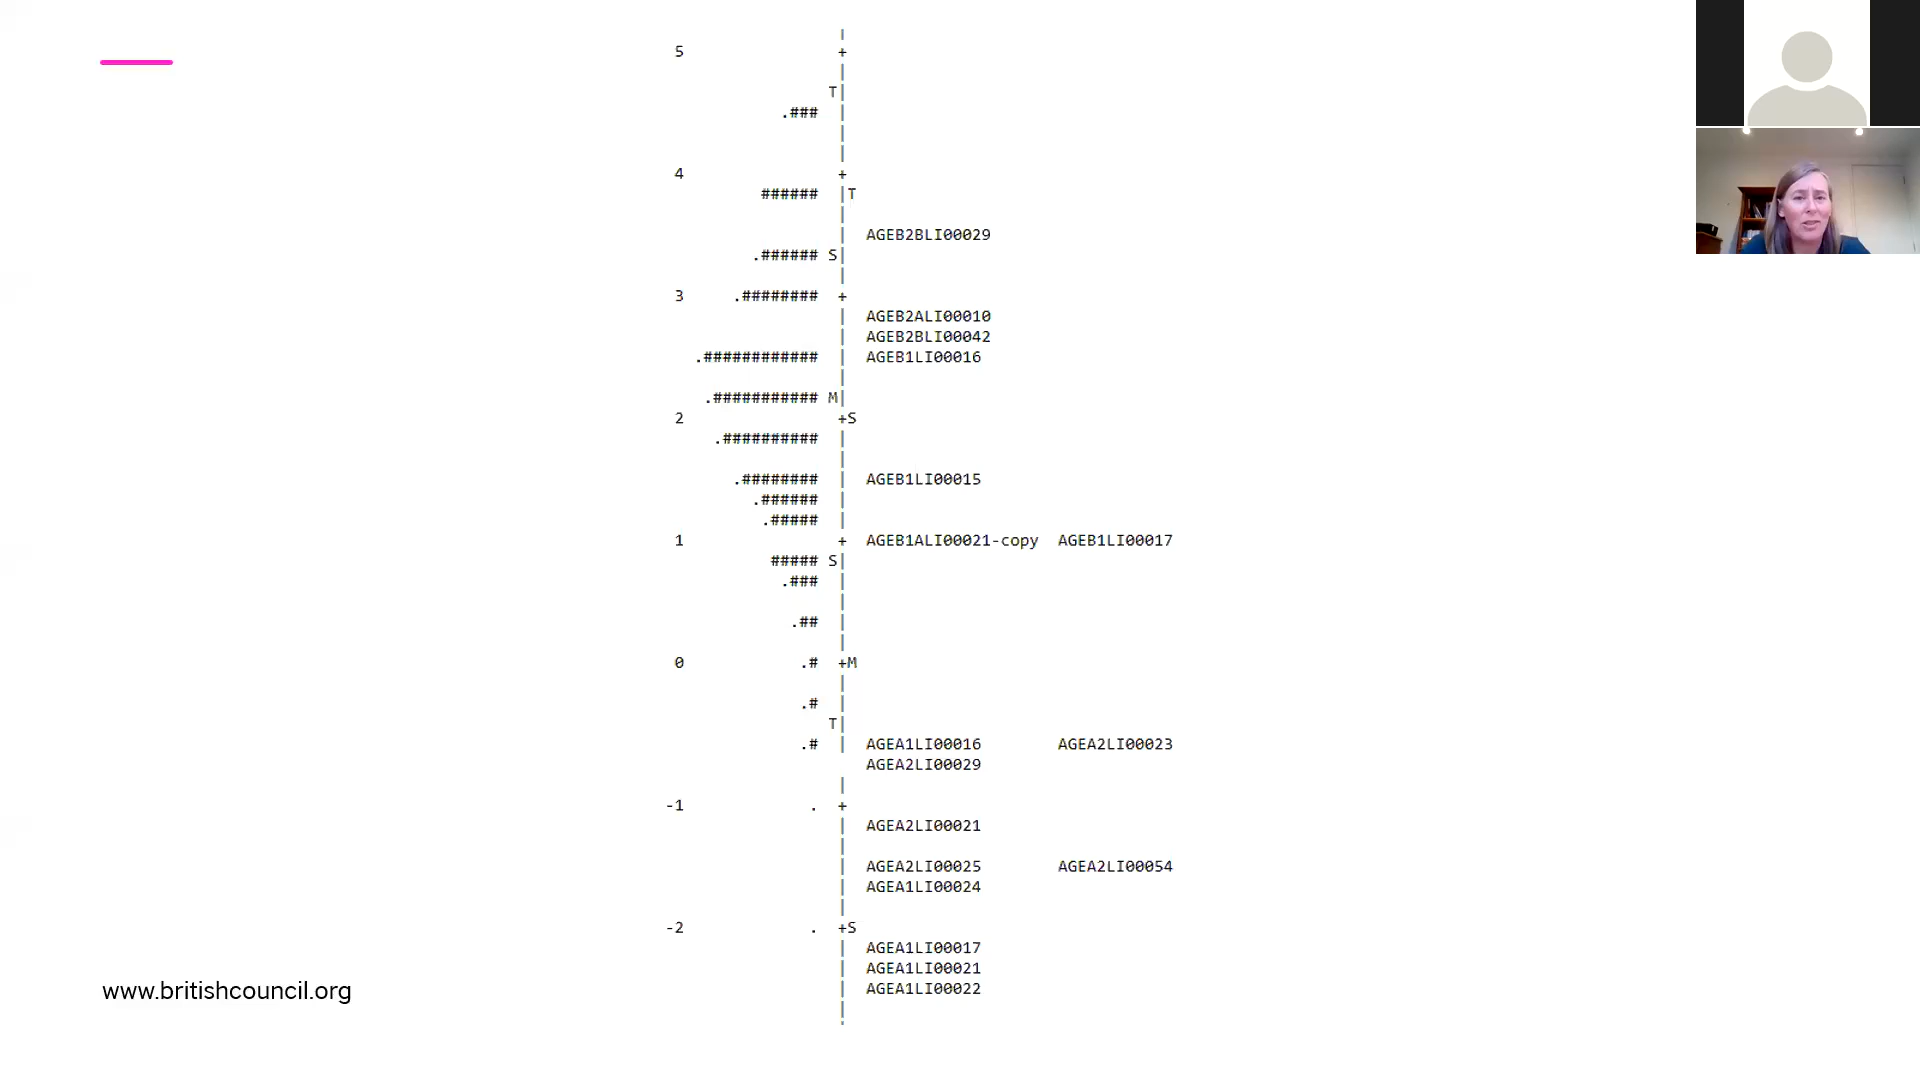 |
5 +
|
T|
.### |
|
|
4 +
###### |T
|
| AGEB2BLI00029
.###### S|
|
3 .######## +
| AGEB2ALI00010
| AGEB2BLI00042
.############ | AGEB1LI00016
|
.########### M|
2 +S
.########## |
|
.######## | AGEB1LI00015
.###### |
.##### |
1 + AGEB1ALI00021-copy AGEB1LI00017
##### S|
.### |
|
.## |
|
0 .# +M
|
.# |
T|
.# | AGEA1LI00016 AGEA2LI00023
AGEA2LI00029
|
-1 . +
| AGEA2LI00021
|
| AGEA2LI00025 AGEA2LI00054
| AGEA1LI00024
|
-2 . +S
| AGEA1LI00017
| AGEA1LI00021
| AGEA1LI00022
|
www.britishcouncil.org